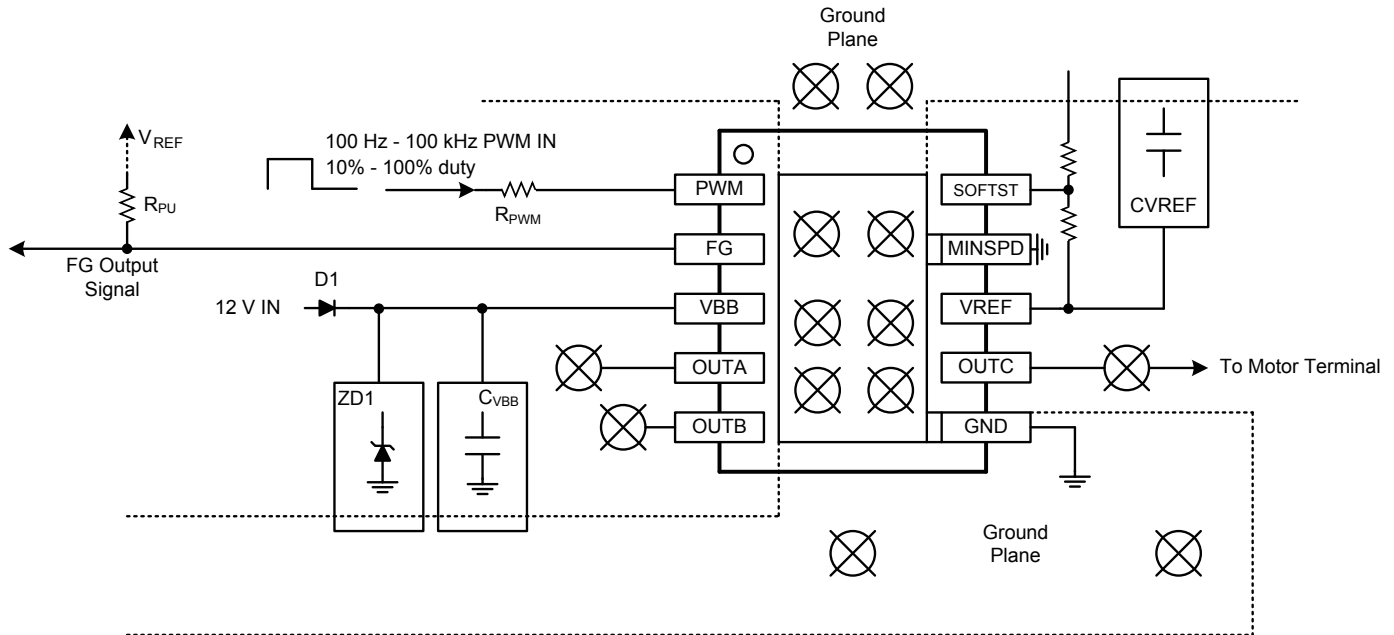 Ground
Plane
V_REF
100 Hz - 100 kHz PWM IN
10% - 100% duty
R_PU
R_PWM
PWM
SOFTST
CVREF
FG
MINSPD
FG Output
Signal
D1
12 V IN
VBB
VREF
OUTA
OUTC
To Motor Terminal
ZD1
C_VBB
OUTB
GND
Ground
Plane